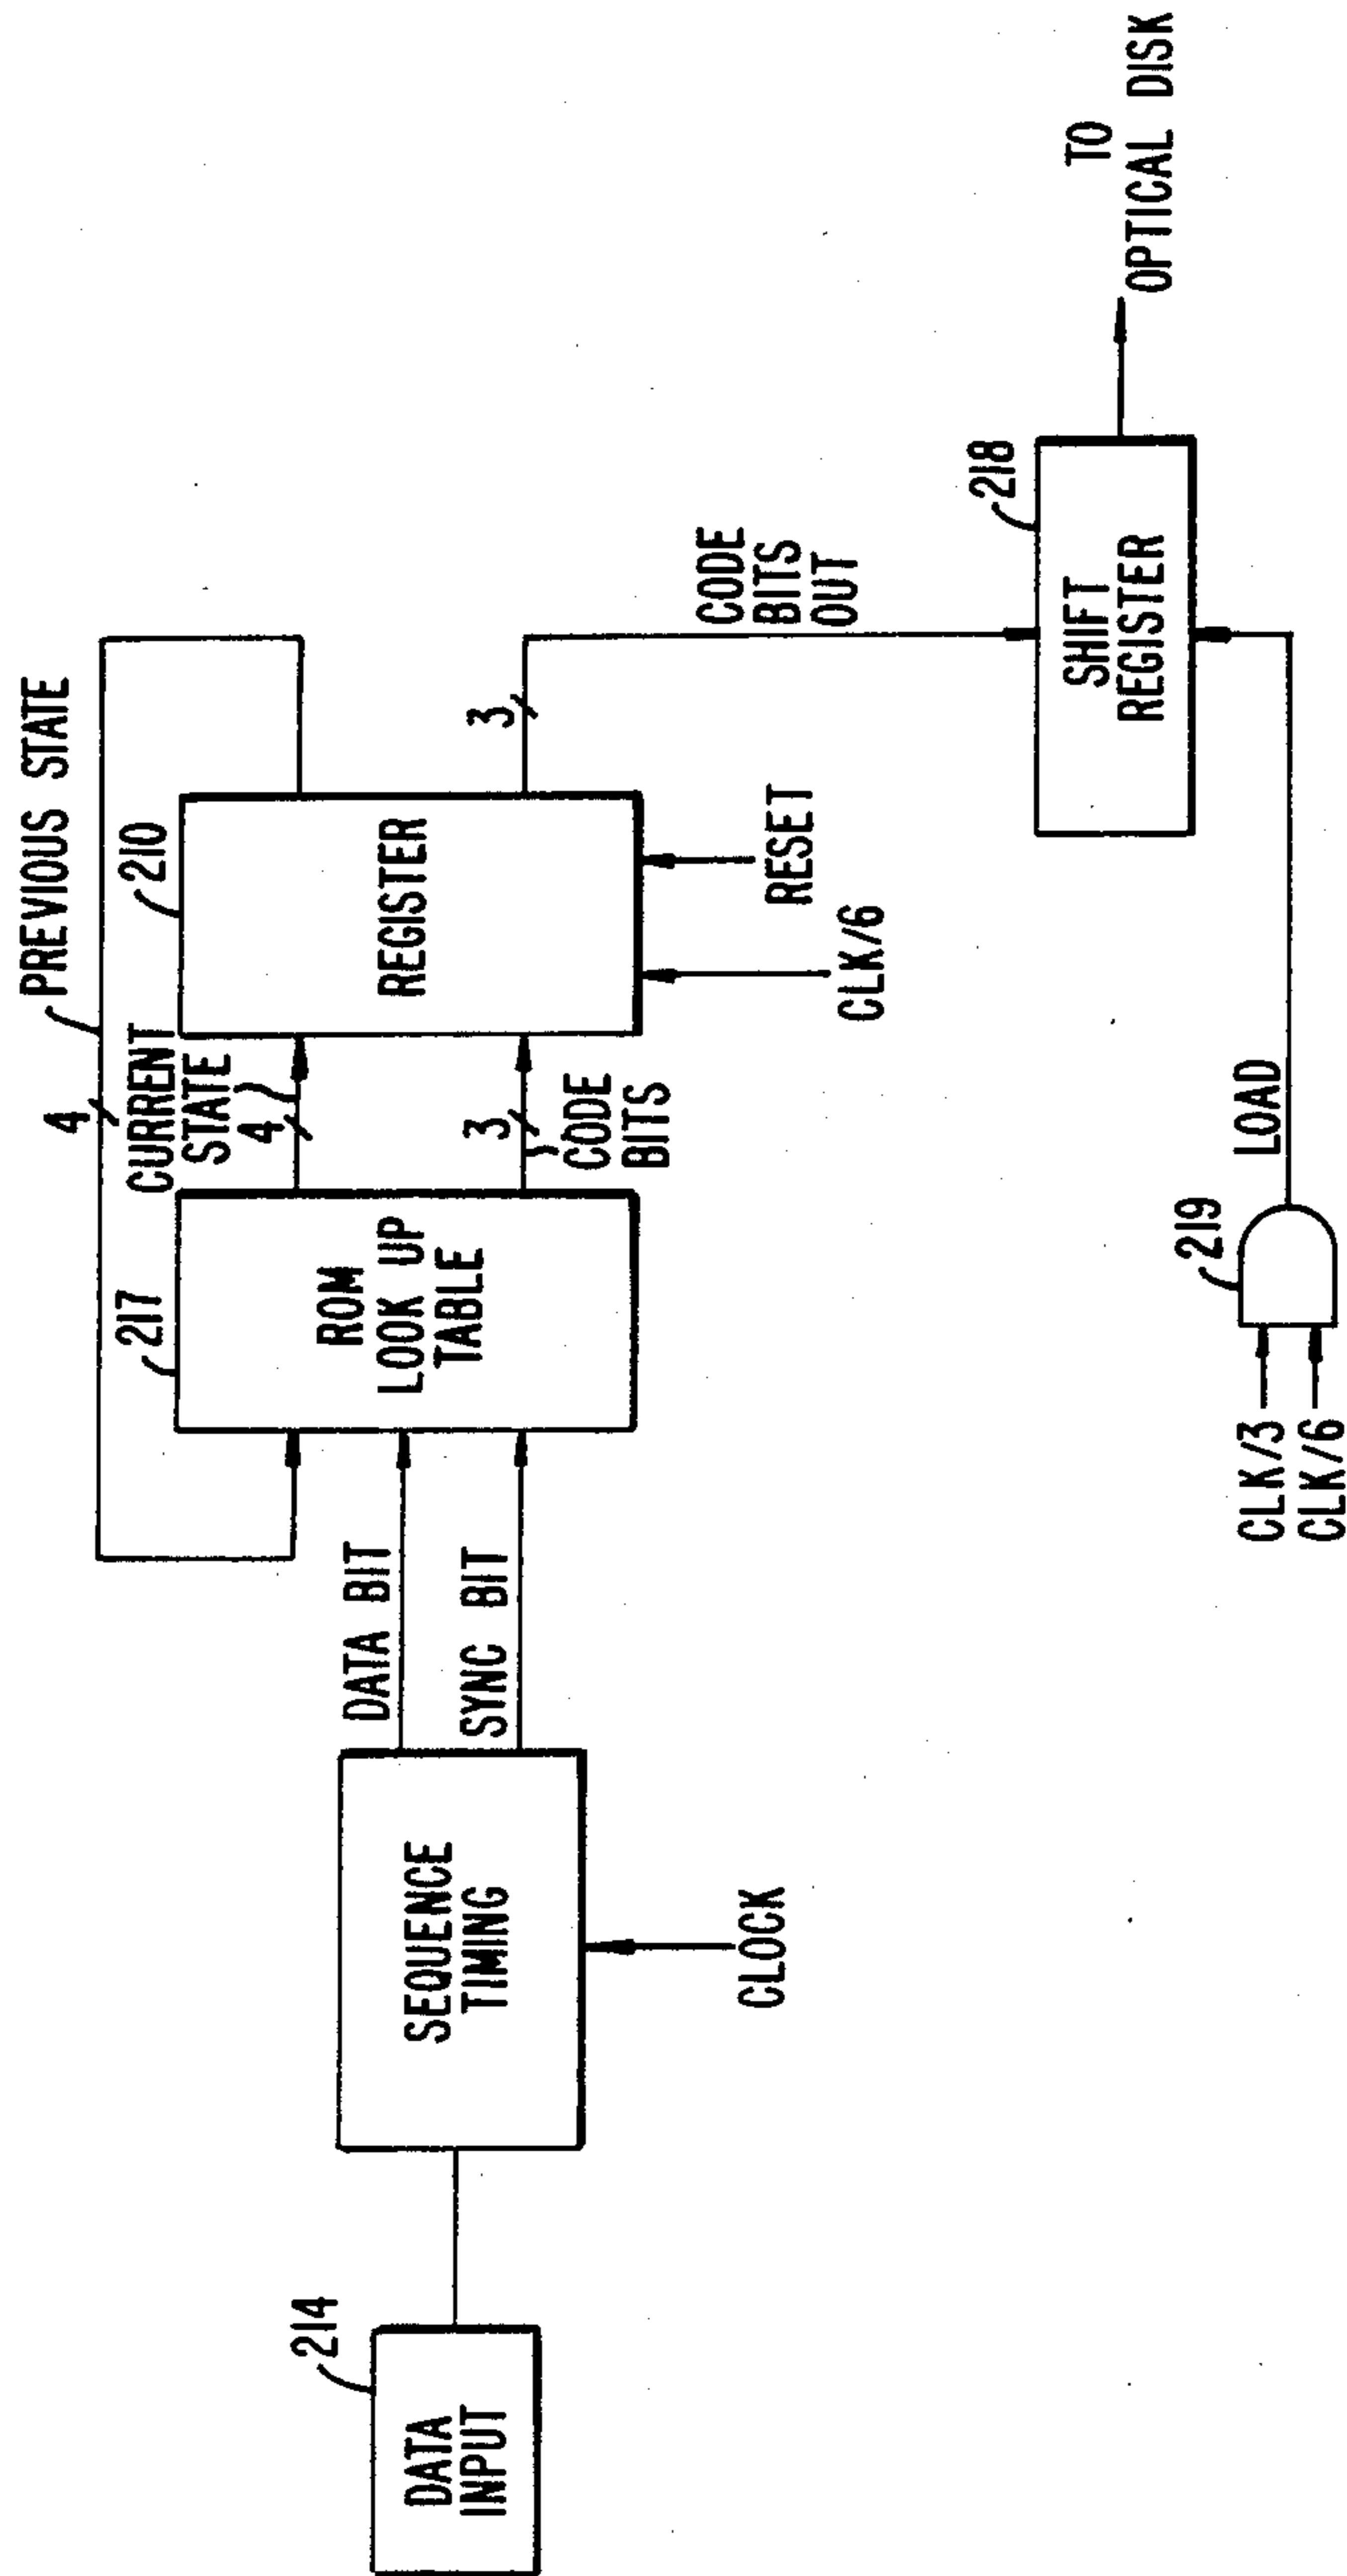 214
DATA
INPUT
SEQUENCE
TIMING
CLOCK
DATA BIT
SYNC BIT
217
ROM
LOOK UP
TABLE
4
PREVIOUS STATE
CURRENT
STATE
4
3
CODE
BITS
210
REGISTER
CLK/6
RESET
3
CODE
BITS
OUT
218
SHIFT
REGISTER
TO
OPTICAL DISK
CLK/3
CLK/6
219
LOAD